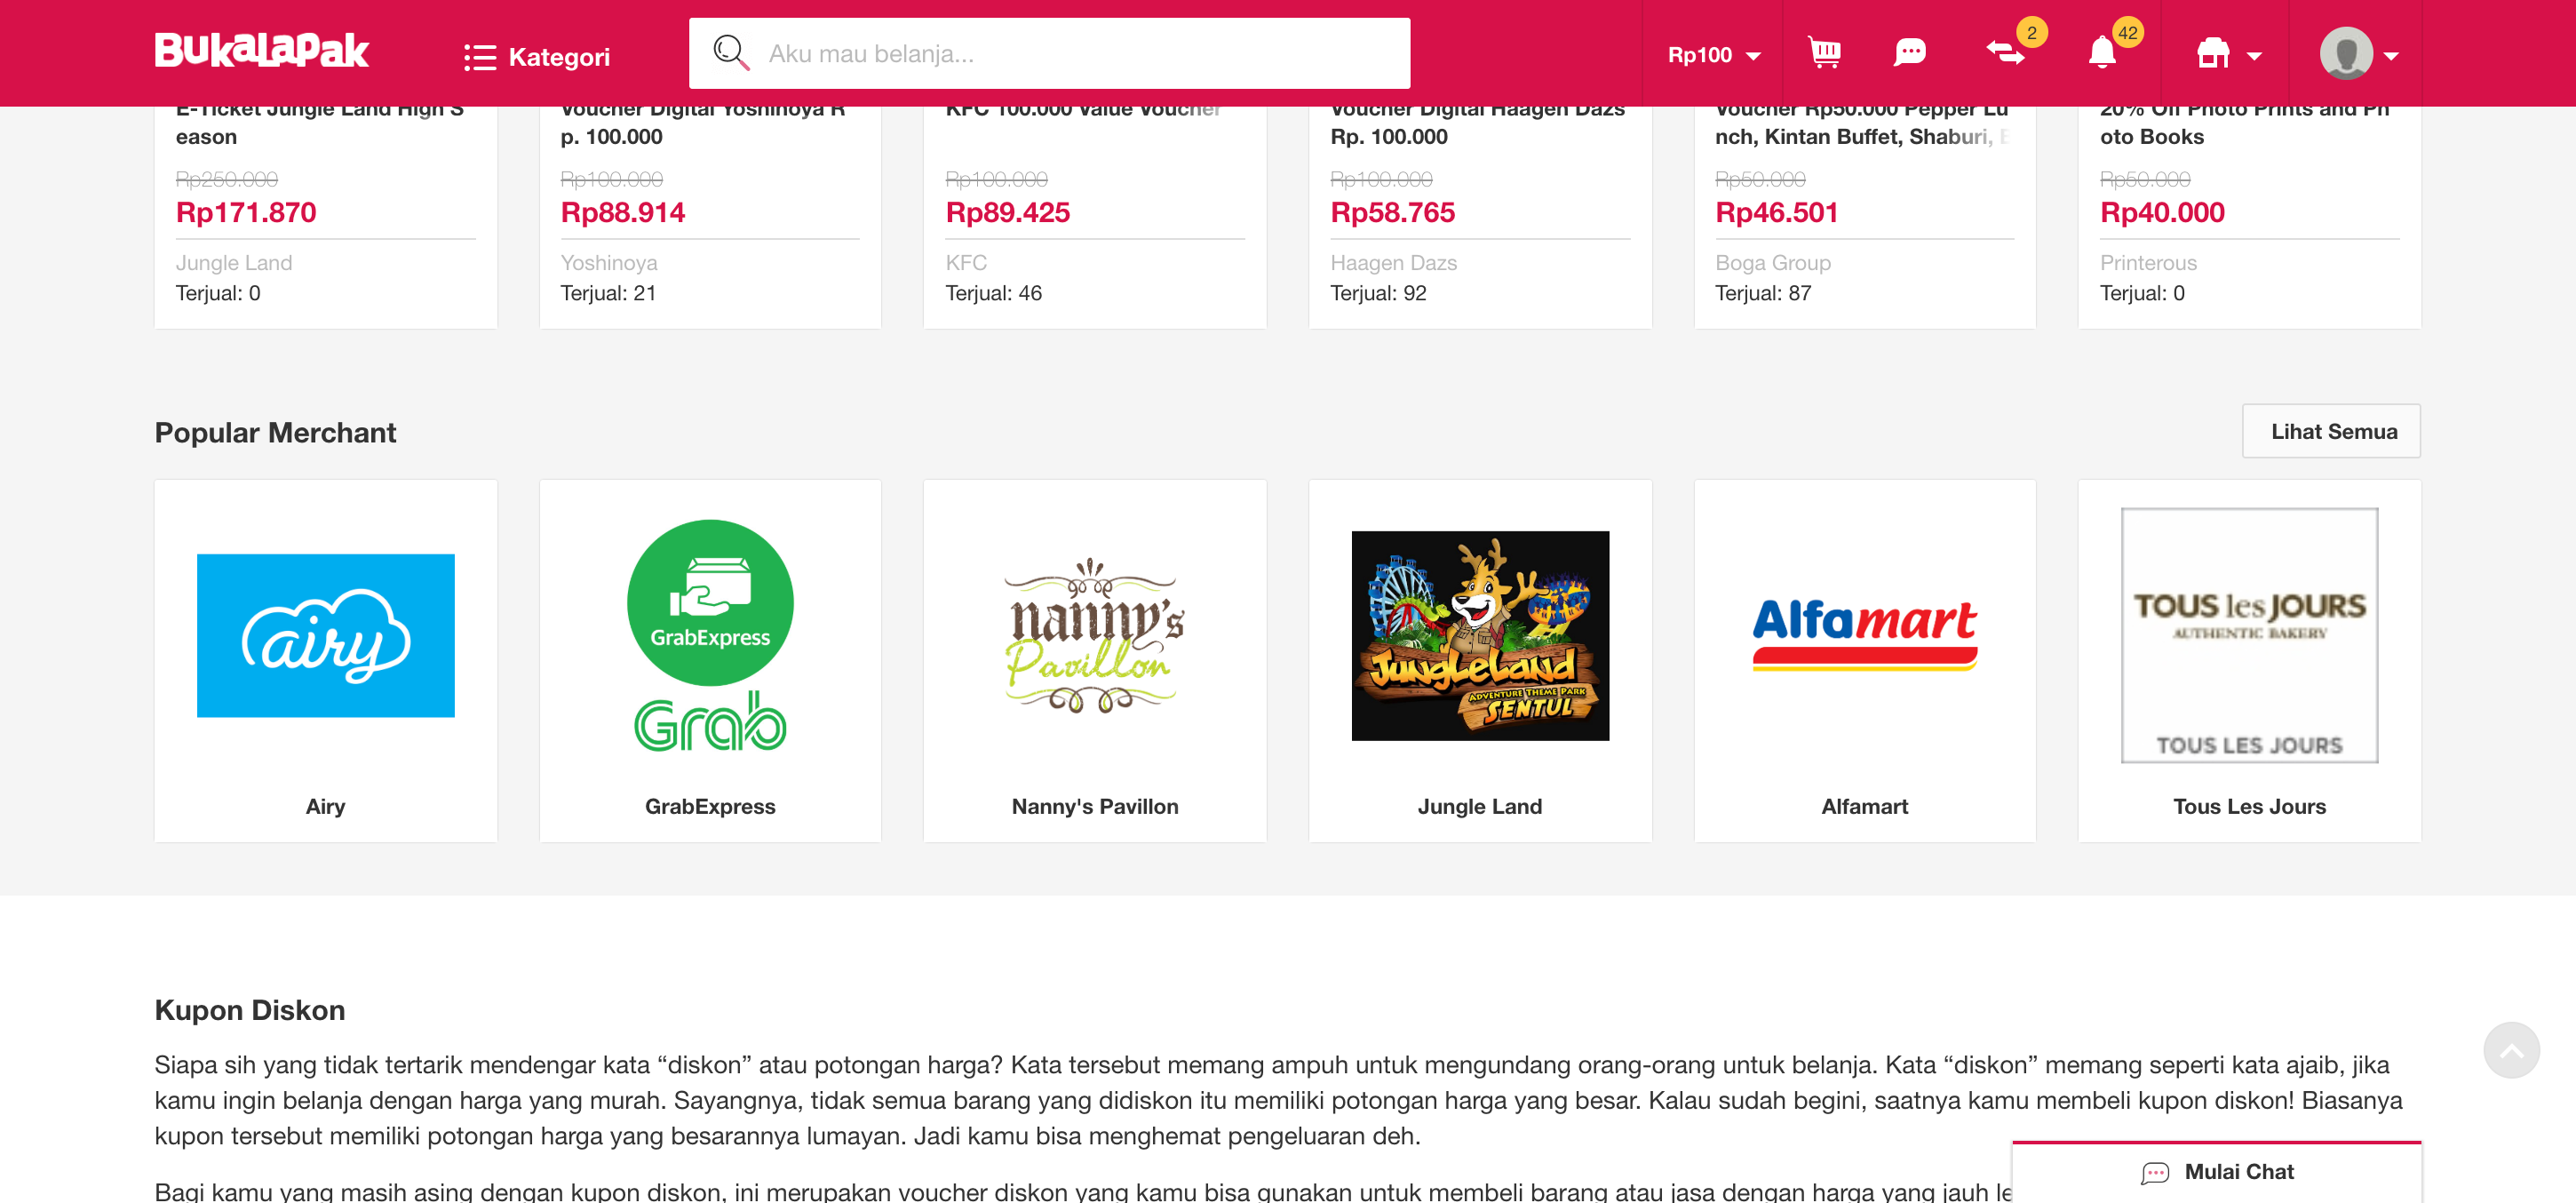 BukaLapak
Kategori
Aku mau belanja...
Rp100
2
42
E-Ticket Jungle Land High S
eason
Rp250.000
Rp171.870
Jungle Land
Terjual: 0
Voucher Digital Yoshinoya R
p. 100.000
Rp100.000
Rp88.914
Yoshinoya
Terjual: 21
KFC 100.000 Value Voucher
Rp100.000
Rp89.425
KFC
Terjual: 46
Voucher Digital Haagen Dazs
Rp. 100.000
Rp100.000
Rp58.765
Haagen Dazs
Terjual: 92
Voucher Rp50.000 Pepper Lu
nch, Kintan Buffet, Shaburi,
Rp50.000
Rp46.501
Boga Group
Terjual: 87
20% Off Photo Prints and Ph
oto Books
Rp50.000
Rp40.000
Printerous
Terjual: 0
Popular Merchant
Lihat Semua
airy
Airy
GrabExpress
Grab
GrabExpress
nanny's
Pavillon
Nanny's Pavillon
JungleLand
ADVENTURE THEME PARK
SENTUL
Jungle Land
Alfamart
Alfamart
TOUS les JOURS
AUTHENTIC BAKERY
TOUS LES JOURS
Tous Les Jours
Kupon Diskon
Siapa sih yang tidak tertarik mendengar kata “diskon” atau potongan harga? Kata tersebut memang ampuh untuk mengundang orang-orang untuk belanja. Kata “diskon” memang seperti kata ajaib, jika
kamu ingin belanja dengan harga yang murah. Sayangnya, tidak semua barang yang didiskon itu memiliki potongan harga yang besar. Kalau sudah begini, saatnya kamu membeli kupon diskon! Biasanya
kupon tersebut memiliki potongan harga yang besarannya lumayan. Jadi kamu bisa menghemat pengeluaran deh.
Bagi kamu yang masih asing dengan kupon diskon, ini merupakan voucher diskon yang kamu bisa gunakan untuk membeli barang atau jasa dengan harga yang jauh
Mulai Chat